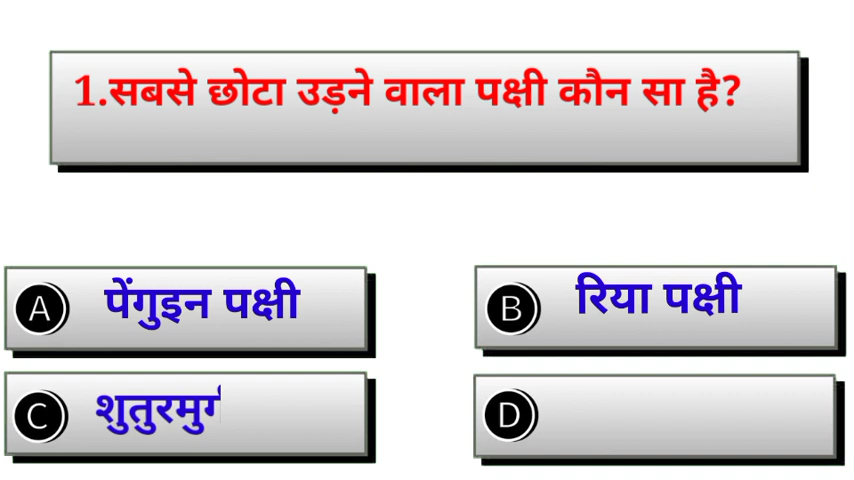 1.सबसे छोटा उड़ने वाला पक्षी कौन सा है?
A पेंगुइन पक्षी
B रिया पक्षी
C
D